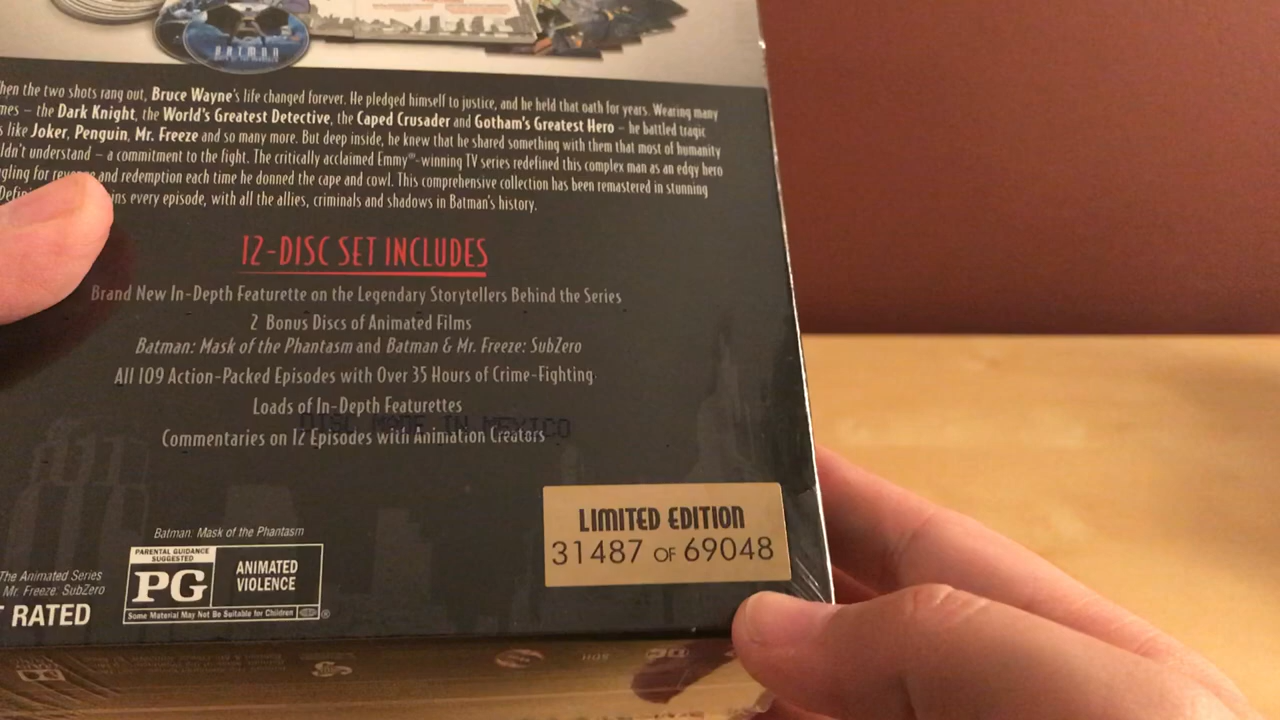 BATMAN
hen the two shots rang out, Bruce Wayne's life changed forever. He pledged himself to justice, and he held that oath for years. Wearing many
mes – the Dark Knight, the World's Greatest Detective, the Caped Crusader and Gotham's Greatest Hero – he battled tragic
s like Joker, Penguin, Mr. Freeze and so many more. But deep inside, he knew that he shared something with them that most of humanity
ldn't understand – a commitment to the fight. The critically acclaimed Emmy®-winning TV series redefined this complex man as an edgy hero
gling for revenge and redemption each time he donned the cape and cowl. This comprehensive collection has been remastered in stunning
Defin ins every episode, with all the allies, criminals and shadows in Batman's history.
12-DISC SET INCLUDES
Brand New In-Depth Featurette on the Legendary Storytellers Behind the Series
2 Bonus Discs of Animated Films
Batman: Mask of the Phantasm and Batman & Mr. Freeze: SubZero
All 109 Action-Packed Episodes with Over 35 Hours of Crime-Fighting
Loads of In-Depth Featurettes
DISC MADE IN MEXICO
Commentaries on 12 Episodes with Animation Creators
LIMITED EDITION
31487 OF 69048
Batman: Mask of the Phantasm
PARENTAL GUIDANCE SUGGESTED
PG
ANIMATED
VIOLENCE
Some Material May Not Be Suitable for Children ®
The Animated Series
Mr. Freeze: SubZero
T RATED